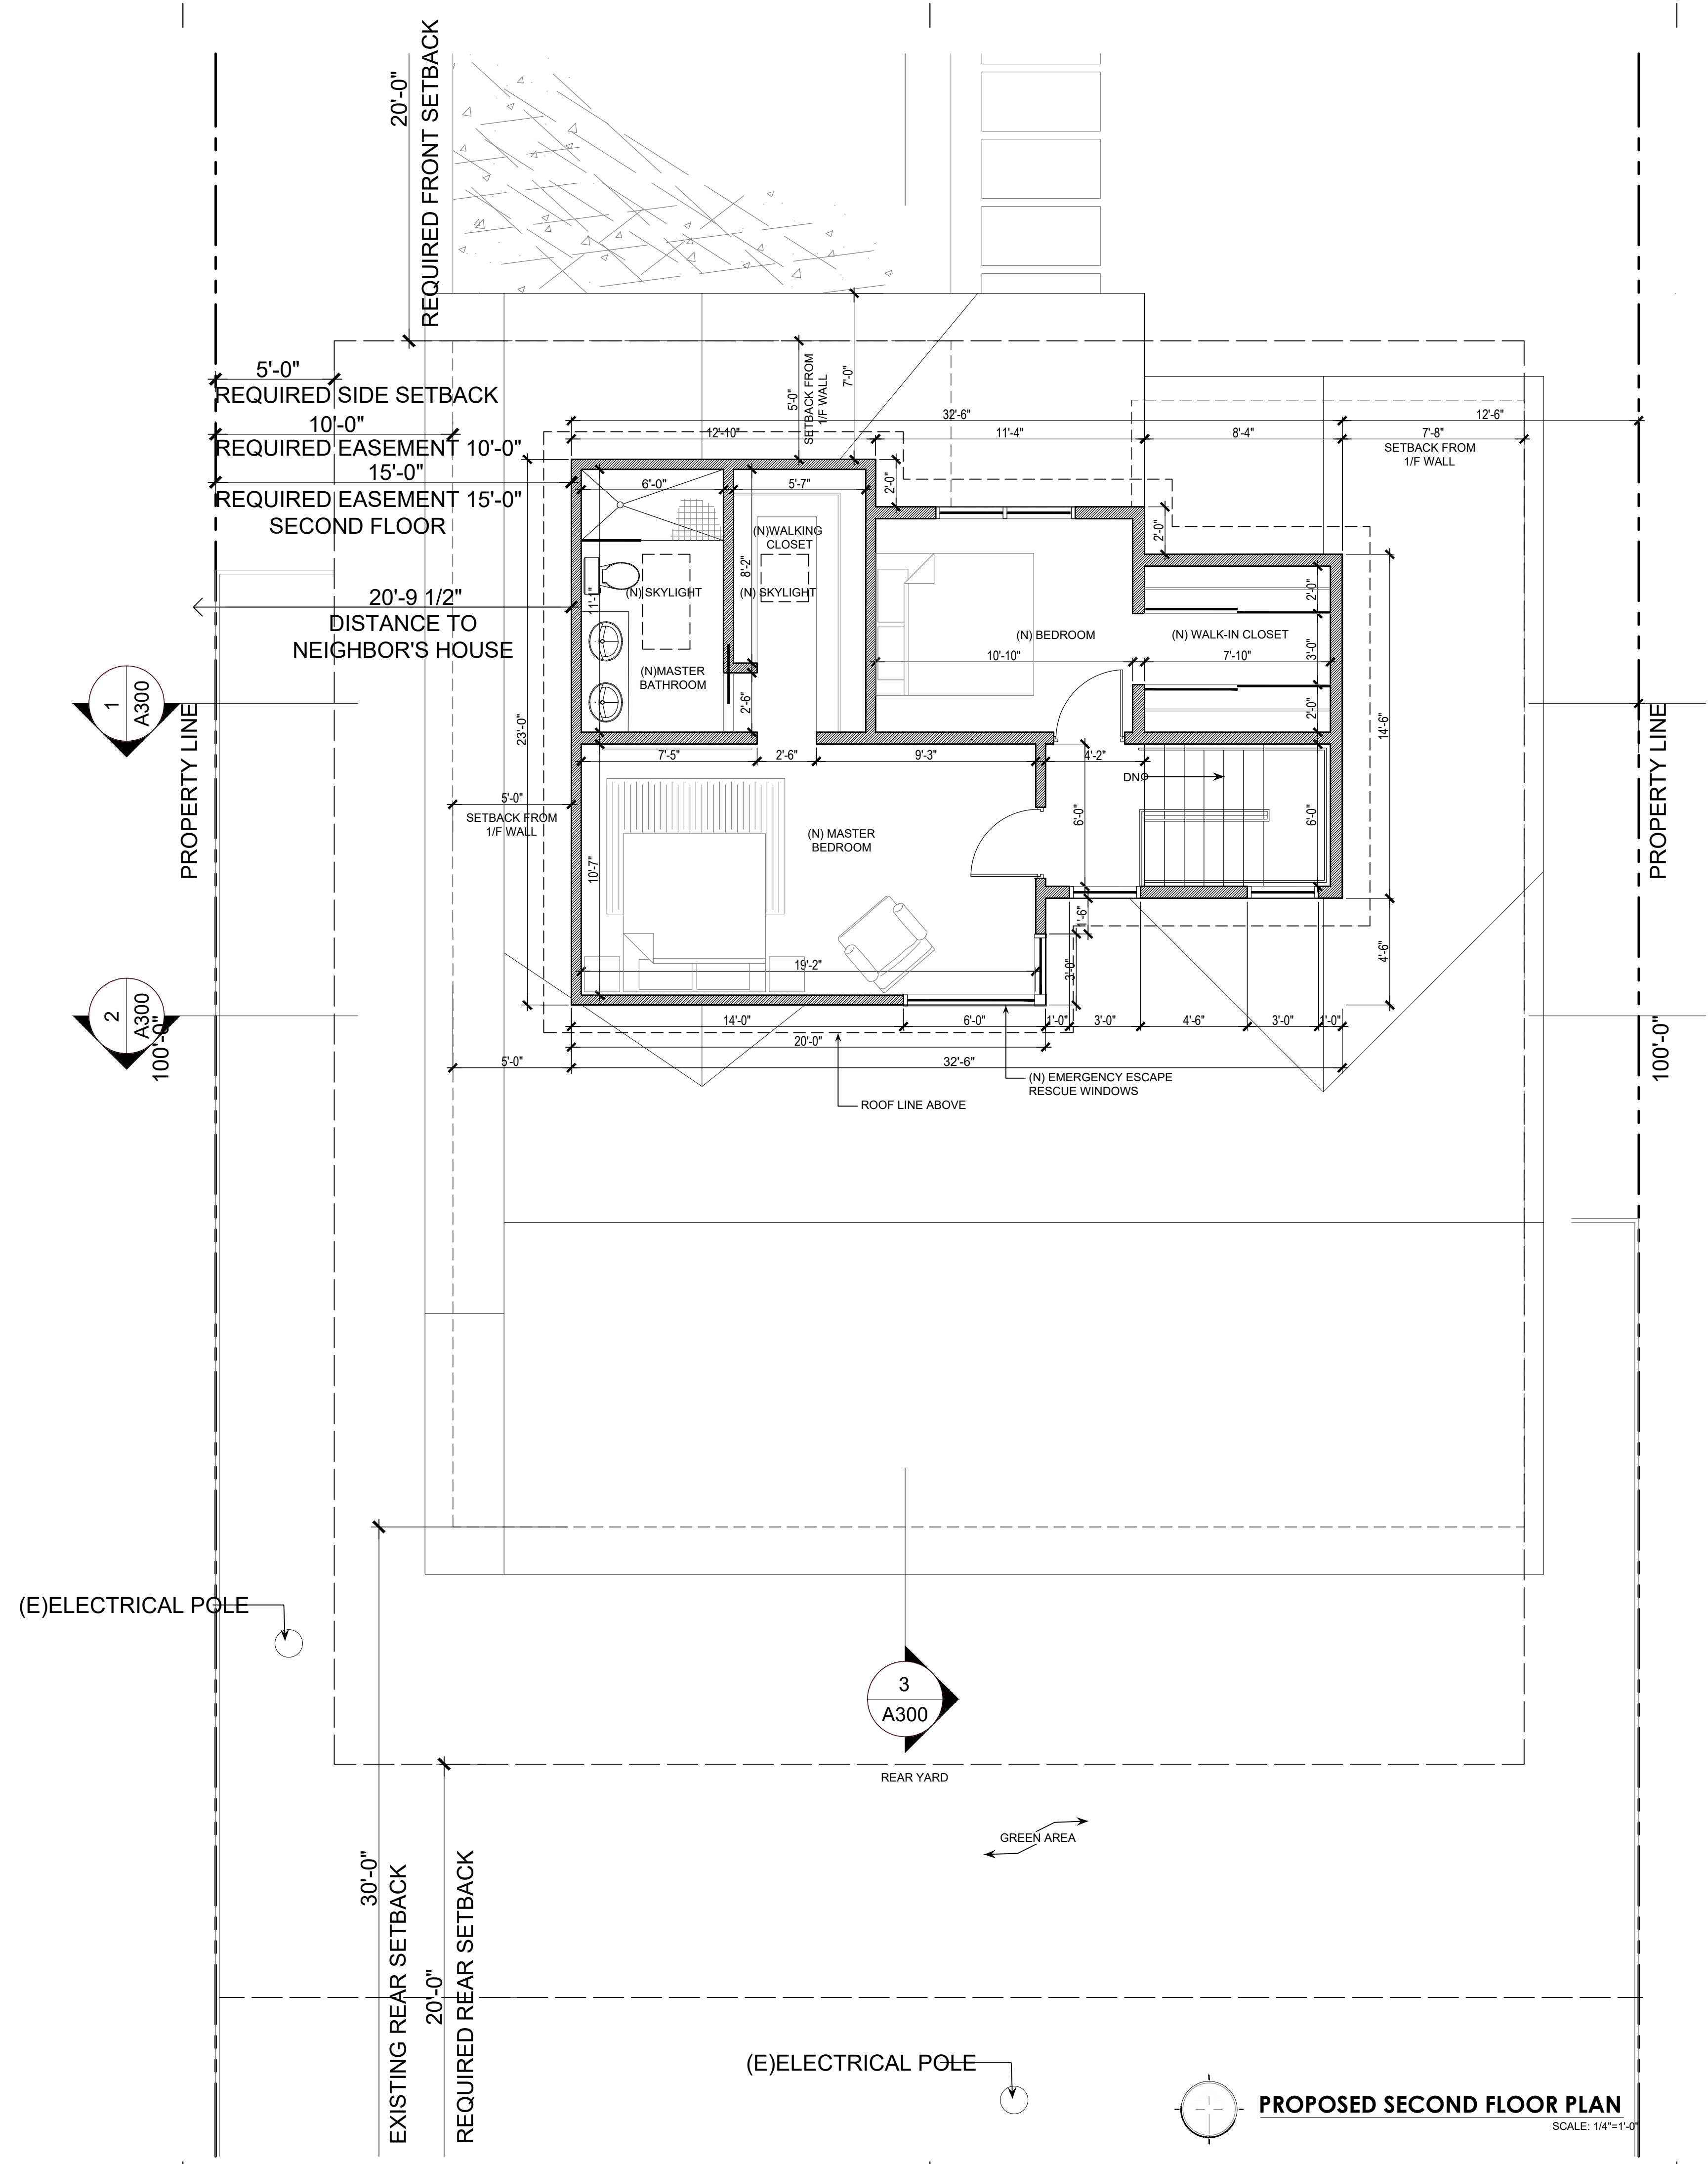 20'-0"
REQUIRED FRONT SETBACK
5'-0"
REQUIRED SIDE SETBACK
10'-0"
REQUIRED EASEMENT 10'-0"
15'-0"
REQUIRED EASEMENT 15'-0"
SECOND FLOOR
20'-9 1/2"
DISTANCE TO
NEIGHBOR'S HOUSE
5'-0"
SETBACK FROM
1/F WALL
7'-0"
32'-6"
12'-6"
12'-10"
11'-4"
8'-4"
7'-8"
SETBACK FROM
1/F WALL
6'-0"
5'-7"
2'-0"
2'-0"
(N)WALKING
CLOSET
8'-2"
11'-1"
(N) SKYLIGHT
(N) SKYLIGHT
2'-0"
(N) BEDROOM
(N) WALK-IN CLOSET
10'-10"
7'-10"
3'-0"
(N)MASTER
BATHROOM
2'-6"
2'-0"
14'-6"
23'-0"
1
A300
PROPERTY LINE
PROPERTY LINE
7'-5"
2'-6"
9'-3"
4'-2"
DN.
5'-0"
SETBACK FROM
1/F WALL
6'-0"
6'-0"
(N) MASTER
BEDROOM
10'-7"
1'-6"
4'-6"
19'-2"
3'-0"
2
A300
100'-0"
100'-0"
14'-0"
6'-0"
1'-0"
3'-0"
4'-6"
3'-0"
1'-0"
20'-0"
5'-0"
32'-6"
(N) EMERGENCY ESCAPE
RESCUE WINDOWS
ROOF LINE ABOVE
(E)ELECTRICAL POLE
3
A300
REAR YARD
GREEN AREA
30'-0"
EXISTING REAR SETBACK
20'-0"
REQUIRED REAR SETBACK
(E)ELECTRICAL POLE
PROPOSED SECOND FLOOR PLAN
SCALE: 1/4"=1'-0"